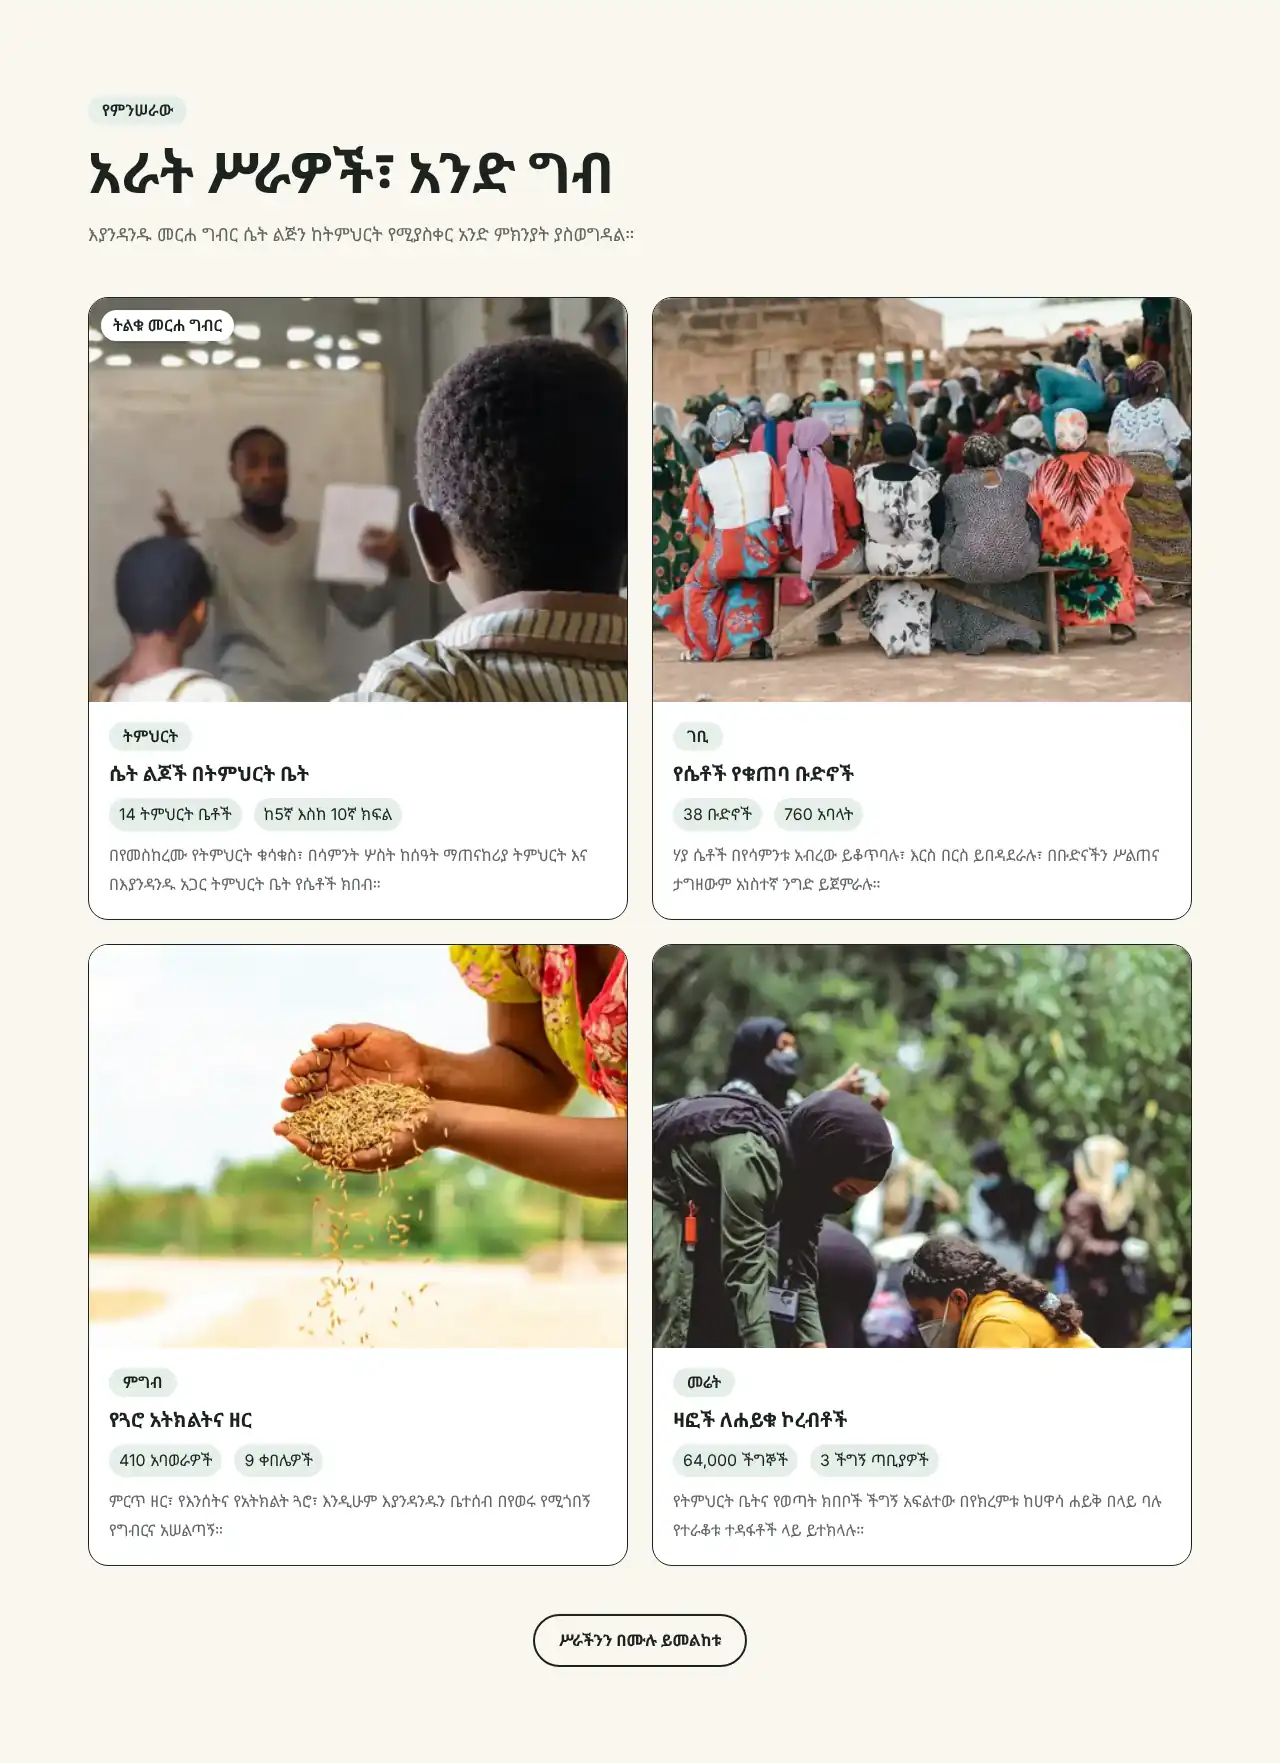 የምንሠራው
አራት ሥራዎች፣ አንድ ግብ
እያንዳንዱ መርሐ ግብር ሴት ልጅን ከትምህርት የሚያስቀር አንድ ምክንያት ያስወግዳል።
ትልቁ መርሐ ግብር
ትምህርት
ሴት ልጆች በትምህርት ቤት
14 ትምህርት ቤቶች
ከ5ኛ እስከ 10ኛ ክፍል
በየመስከረሙ የትምህርት ቁሳቁስ፣ በሳምንት ሦስት ከሰዓት ማጠናከሪያ ትምህርት እና
በእያንዳንዱ አጋር ትምህርት ቤት የሴቶች ክበብ።
ገቢ
የሴቶች የቁጠባ ቡድኖች
38 ቡድኖች
760 አባላት
ሃያ ሴቶች በየሳምንቱ አብረው ይቆጥባሉ፣ እርስ በርስ ይበዳደራሉ፣ በቡድናችን ሥልጠና
ታግዘውም አነስተኛ ንግድ ይጀምራሉ።
ምግብ
የጓሮ አትክልትና ዘር
410 አባወራዎች
9 ቀበሌዎች
ምርጥ ዘር፣ የእንሰትና የአትክልት ጓሮ፣ እንዲሁም እያንዳንዱን ቤተሰብ በየወሩ የሚጎበኝ
የግብርና አሠልጣኝ።
መሬት
ዛፎች ለሐይቁ ኮረብቶች
64,000 ችግኞች
3 ችግኝ ጣቢያዎች
የትምህርት ቤትና የወጣት ክበቦች ችግኝ አፍልተው በየክረምቱ ከሀዋሳ ሐይቅ በላይ ባሉ
የተራቆቱ ተዳፋቶች ላይ ይተክላሉ።
ሥራችንን በሙሉ ይመልከቱ